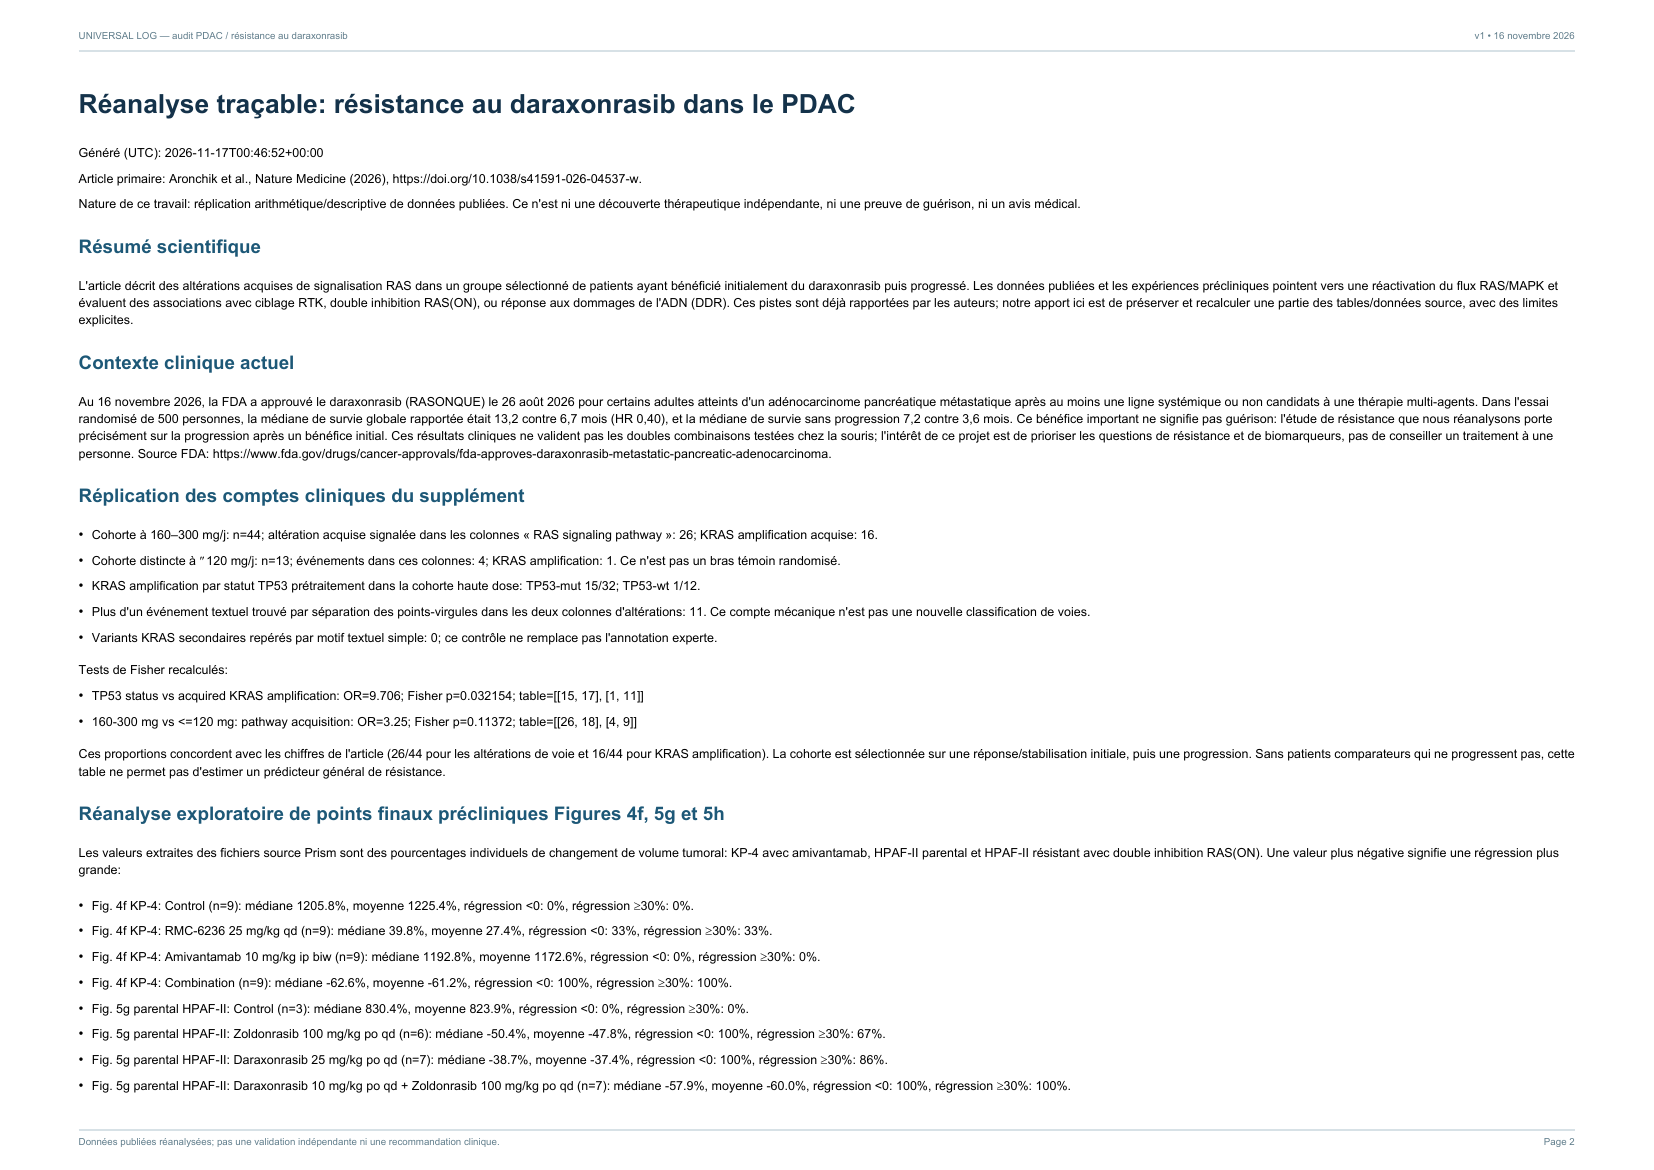 UNIVERSAL LOG — audit PDAC / résistance au daraxonrasib
v1 • 16 novembre 2026
Réanalyse traçable: résistance au daraxonrasib dans le PDAC
Généré (UTC): 2026-11-17T00:46:52+00:00
Article primaire: Aronchik et al., Nature Medicine (2026), https://doi.org/10.1038/s41591-026-04537-w.
Nature de ce travail: réplication arithmétique/descriptive de données publiées. Ce n'est ni une découverte thérapeutique indépendante, ni une preuve de guérison, ni un avis médical.
Résumé scientifique
L'article décrit des altérations acquises de signalisation RAS dans un groupe sélectionné de patients ayant bénéficié initialement du daraxonrasib puis progressé. Les données publiées et les expériences précliniques pointent vers une réactivation du flux RAS/MAPK et
évaluent des associations avec ciblage RTK, double inhibition RAS(ON), ou réponse aux dommages de l'ADN (DDR). Ces pistes sont déjà rapportées par les auteurs; notre apport ici est de préserver et recalculer une partie des tables/données source, avec des limites
explicites.
Contexte clinique actuel
Au 16 novembre 2026, la FDA a approuvé le daraxonrasib (RASONQUE) le 26 août 2026 pour certains adultes atteints d'un adénocarcinome pancréatique métastatique après au moins une ligne systémique ou non candidats à une thérapie multi-agents. Dans l'essai
randomisé de 500 personnes, la médiane de survie globale rapportée était 13,2 contre 6,7 mois (HR 0,40), et la médiane de survie sans progression 7,2 contre 3,6 mois. Ce bénéfice important ne signifie pas guérison: l'étude de résistance que nous réanalysons porte
précisément sur la progression après un bénéfice initial. Ces résultats cliniques ne valident pas les doubles combinaisons testées chez la souris; l'intérêt de ce projet est de prioriser les questions de résistance et de biomarqueurs, pas de conseiller un traitement à une
personne. Source FDA: https://www.fda.gov/drugs/cancer-approvals/fda-approves-daraxonrasib-metastatic-pancreatic-adenocarcinoma.
Réplication des comptes cliniques du supplément
• Cohorte à 160–300 mg/j: n=44; altération acquise signalée dans les colonnes « RAS signaling pathway »: 26; KRAS amplification acquise: 16.
• Cohorte distincte à "120 mg/j: n=13; événements dans ces colonnes: 4; KRAS amplification: 1. Ce n'est pas un bras témoin randomisé.
• KRAS amplification par statut TP53 prétraitement dans la cohorte haute dose: TP53-mut 15/32; TP53-wt 1/12.
• Plus d'un événement textuel trouvé par séparation des points-virgules dans les deux colonnes d'altérations: 11. Ce compte mécanique n'est pas une nouvelle classification de voies.
• Variants KRAS secondaires repérés par motif textuel simple: 0; ce contrôle ne remplace pas l'annotation experte.
Tests de Fisher recalculés:
• TP53 status vs acquired KRAS amplification: OR=9.706; Fisher p=0.032154; table=[[15, 17], [1, 11]]
• 160-300 mg vs <=120 mg: pathway acquisition: OR=3.25; Fisher p=0.11372; table=[[26, 18], [4, 9]]
Ces proportions concordent avec les chiffres de l'article (26/44 pour les altérations de voie et 16/44 pour KRAS amplification). La cohorte est sélectionnée sur une réponse/stabilisation initiale, puis une progression. Sans patients comparateurs qui ne progressent pas, cette
table ne permet pas d'estimer un prédicteur général de résistance.
Réanalyse exploratoire de points finaux précliniques Figures 4f, 5g et 5h
Les valeurs extraites des fichiers source Prism sont des pourcentages individuels de changement de volume tumoral: KP-4 avec amivantamab, HPAF-II parental et HPAF-II résistant avec double inhibition RAS(ON). Une valeur plus négative signifie une régression plus
grande:
• Fig. 4f KP-4: Control (n=9): médiane 1205.8%, moyenne 1225.4%, régression <0: 0%, régression ≥30%: 0%.
• Fig. 4f KP-4: RMC-6236 25 mg/kg qd (n=9): médiane 39.8%, moyenne 27.4%, régression <0: 33%, régression ≥30%: 33%.
• Fig. 4f KP-4: Amivantamab 10 mg/kg ip biw (n=9): médiane 1192.8%, moyenne 1172.6%, régression <0: 0%, régression ≥30%: 0%.
• Fig. 4f KP-4: Combination (n=9): médiane -62.6%, moyenne -61.2%, régression <0: 100%, régression ≥30%: 100%.
• Fig. 5g parental HPAF-II: Control (n=3): médiane 830.4%, moyenne 823.9%, régression <0: 0%, régression ≥30%: 0%.
• Fig. 5g parental HPAF-II: Zoldonrasib 100 mg/kg po qd (n=6): médiane -50.4%, moyenne -47.8%, régression <0: 100%, régression ≥30%: 67%.
• Fig. 5g parental HPAF-II: Daraxonrasib 25 mg/kg po qd (n=7): médiane -38.7%, moyenne -37.4%, régression <0: 100%, régression ≥30%: 86%.
• Fig. 5g parental HPAF-II: Daraxonrasib 10 mg/kg po qd + Zoldonrasib 100 mg/kg po qd (n=7): médiane -57.9%, moyenne -60.0%, régression <0: 100%, régression ≥30%: 100%.
Données publiées réanalysées; pas une validation indépendante ni une recommandation clinique.
Page 2